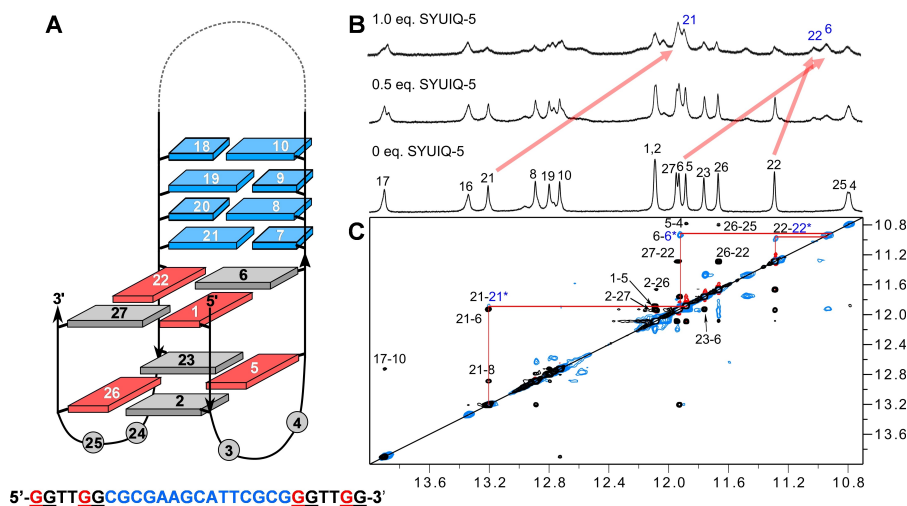 A
18 10
19 9
20 8
21 7
22 6
3' 5'
27 1
23
26 5
2
25 24 3 4
5'-GGTTGGCGCGAAGCATTCGCGGGTTGG-3'
B
1.0 eq. SYUIQ-5
21
22 6
0.5 eq. SYUIQ-5
0 eq. SYUIQ-5
17 16 21 8 19 10 1,2 27 6 5 23 26 22 25 4
C
5-4 26-25
6-6* 22-22*
27-22 26-22
1-5 2-26
21-21* 2-27
21-6 23-6
17-10 21-8
10.8
11.2
11.6
12.0
12.4
12.8
13.2
13.6
13.6 13.2 12.8 12.4 12.0 11.6 11.2 10.8